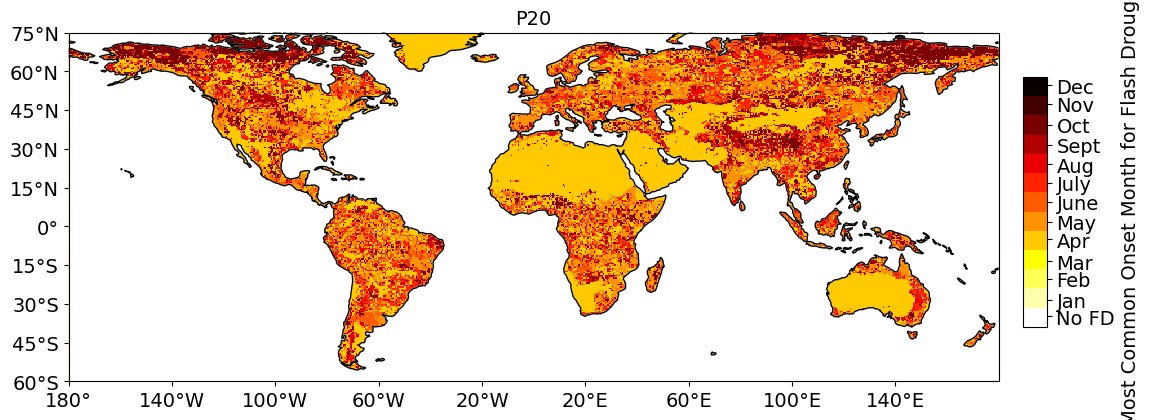 P20
75°N
60°N
45°N
30°N
15°N
0°
15°S
30°S
45°S
60°S
180° 140°W 100°W 60°W 20°W 20°E 60°E 100°E 140°E
Dec
Nov
Oct
Sept
Aug
July
June
May
Apr
Mar
Feb
Jan
No FD
Most Common Onset Month for Flash Droug